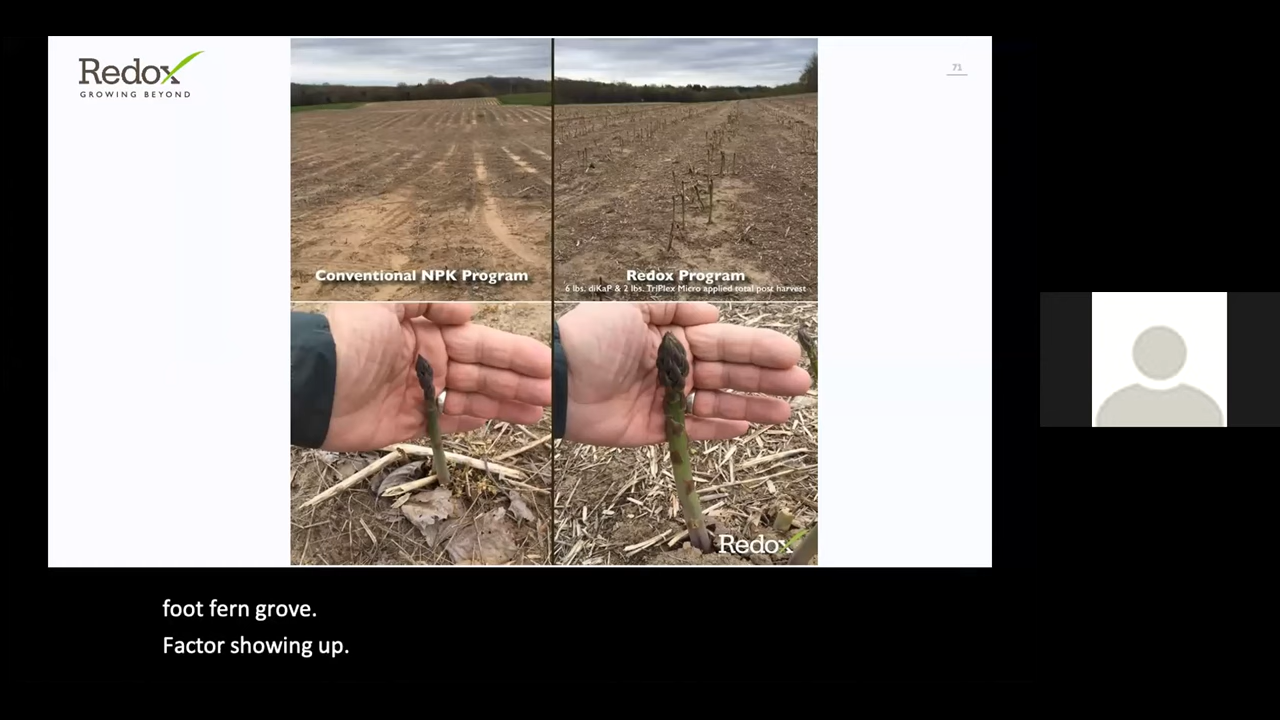 Redox
GROWING BEYOND
71
Conventional NPK Program
Redox Program
6 lbs. diKaP & 2 lbs. TriPlex Micro applied total post harvest
Redox
foot fern grove.
Factor showing up.